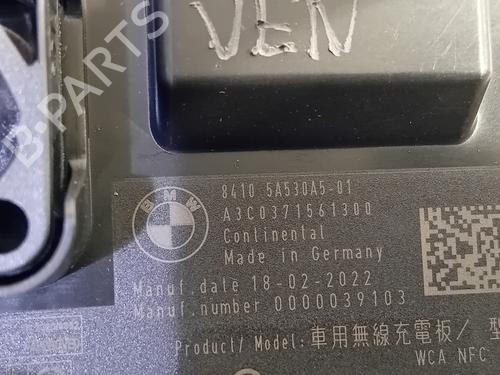 VEN
B-PARTS
BMW
8410 5A530A5-01
A3C0371561300
Continental
Made in Germany
Manuf.date 18-02-2022
Manuf.number 0000039103
Product/ Model: 車用無線充電板/ 型
WCA NFC